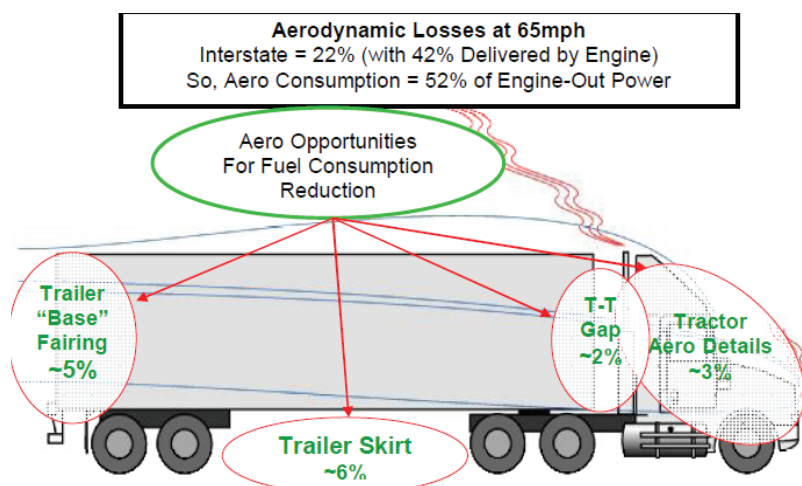 Aerodynamic Losses at 65mph
Interstate = 22% (with 42% Delivered by Engine)
So, Aero Consumption = 52% of Engine-Out Power
Aero Opportunities
For Fuel Consumption
Reduction
Trailer
“Base”
Fairing
~5%
T-T
Gap
~2%
Tractor
Aero Details
~3%
Trailer Skirt
~6%